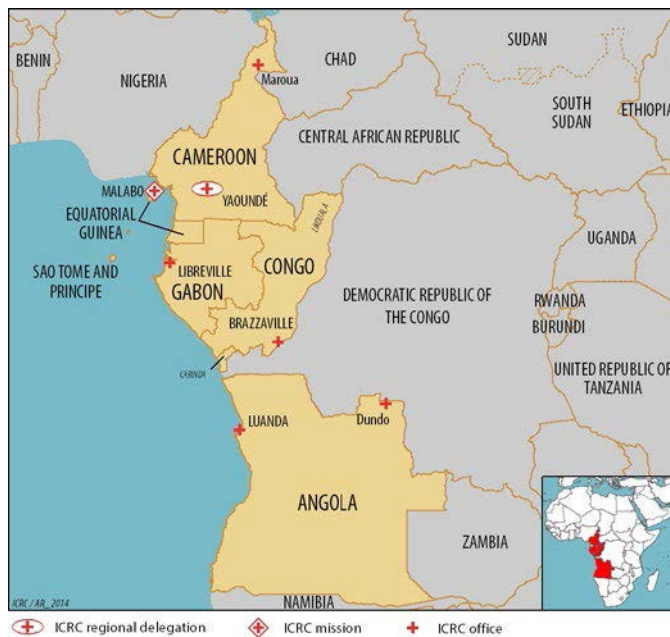 BENIN
NIGERIA
CHAD
SUDAN
Maroua
SOUTH
SUDAN
ETHIOPIA
CENTRAL AFRICAN REPUBLIC
CAMEROON
MALABO
YAOUNDÉ
EQUATORIAL
GUINEA
LIKOUALA
UGANDA
SAO TOME AND
PRINCIPE
LIBREVILLE
CONGO
GABON
DEMOCRATIC REPUBLIC OF
THE CONGO
RWANDA
BURUNDI
BRAZZAVILLE
CABINDA
UNITED REPUBLIC OF
TANZANIA
LUANDA
Dundo
ANGOLA
ZAMBIA
NAMIBIA
ICRC / AR_2014
ICRC regional delegation
ICRC mission
ICRC office